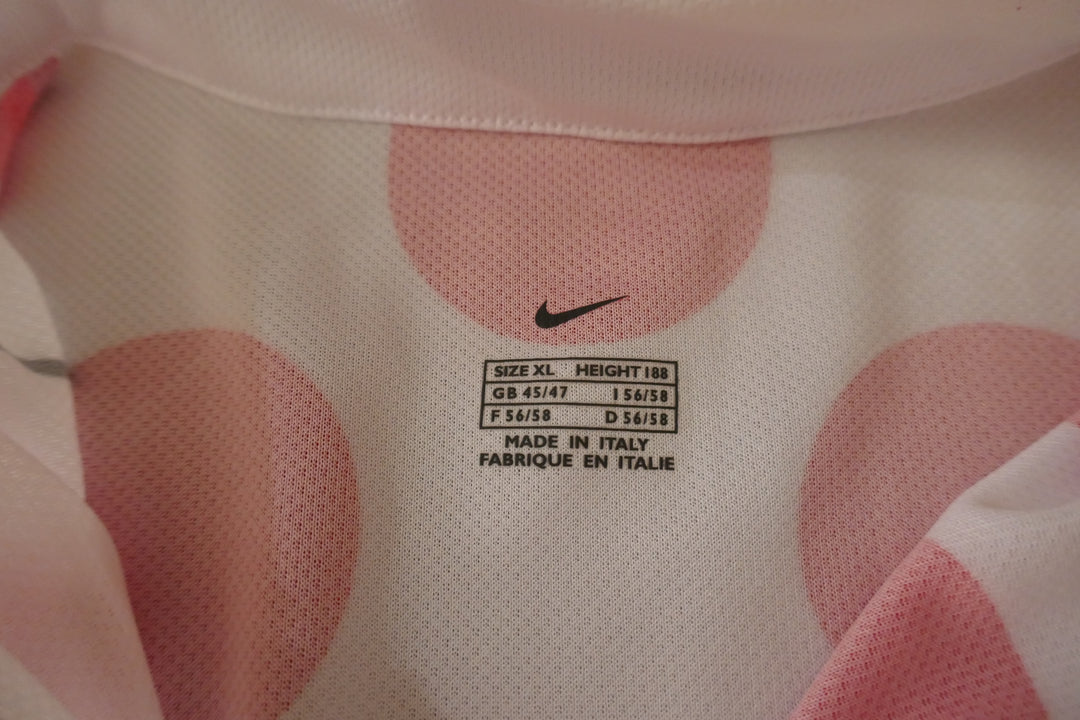 SIZE XL HEIGHT 188
GB 45/47 I 56/58
F 56/58 D 56/58
MADE IN ITALY
FABRIQUE EN ITALIE